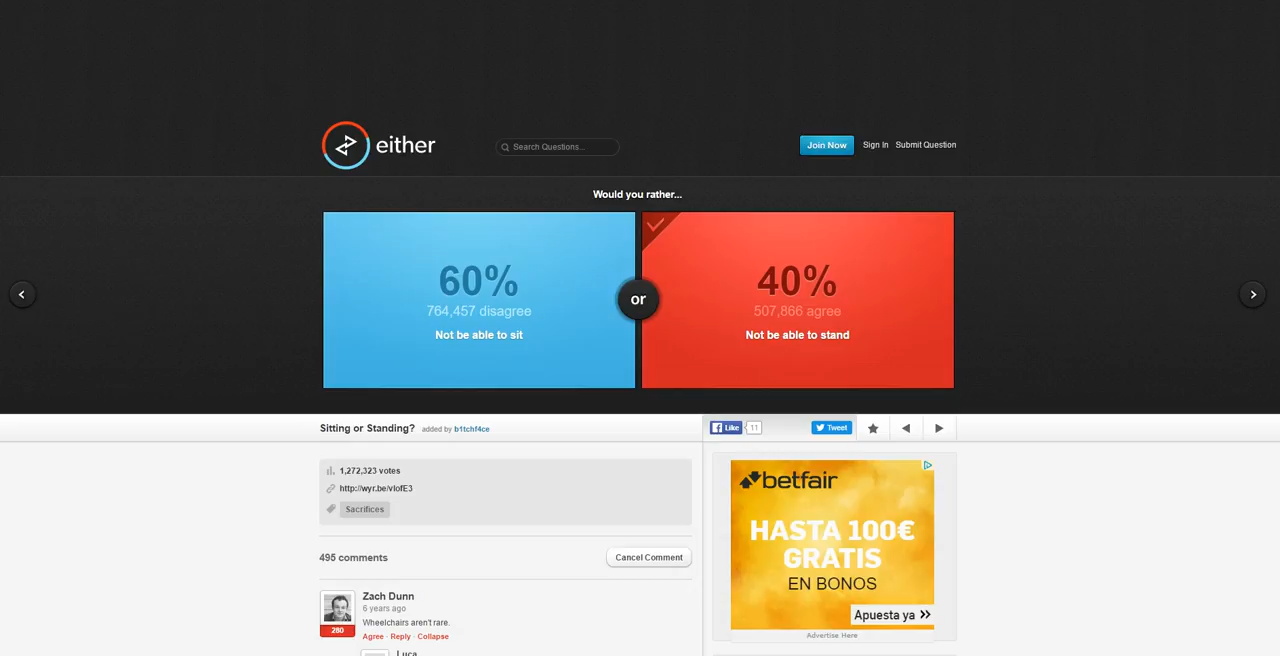 either
Search Questions...
Join Now
Sign In
Submit Question
Would you rather...
60%
764,457 disagree
Not be able to sit
or
40%
507,866 agree
Not be able to stand
Sitting or Standing? added by b1tchf4ce
Like 11
Tweet
1,272,323 votes
http://wyr.be/vIofE3
Sacrifices
495 comments
Cancel Comment
Zach Dunn
6 years ago
280
Wheelchairs aren't rare.
Agree · Reply · Collapse
Luca
betfair
HASTA 100€
GRATIS
EN BONOS
Apuesta ya
Advertise Here